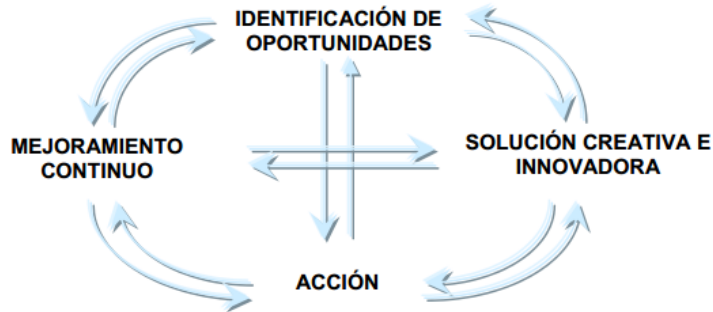 IDENTIFICACIÓN DE
OPORTUNIDADES
MEJORAMIENTO
CONTINUO
SOLUCIÓN CREATIVA E
INNOVADORA
ACCIÓN